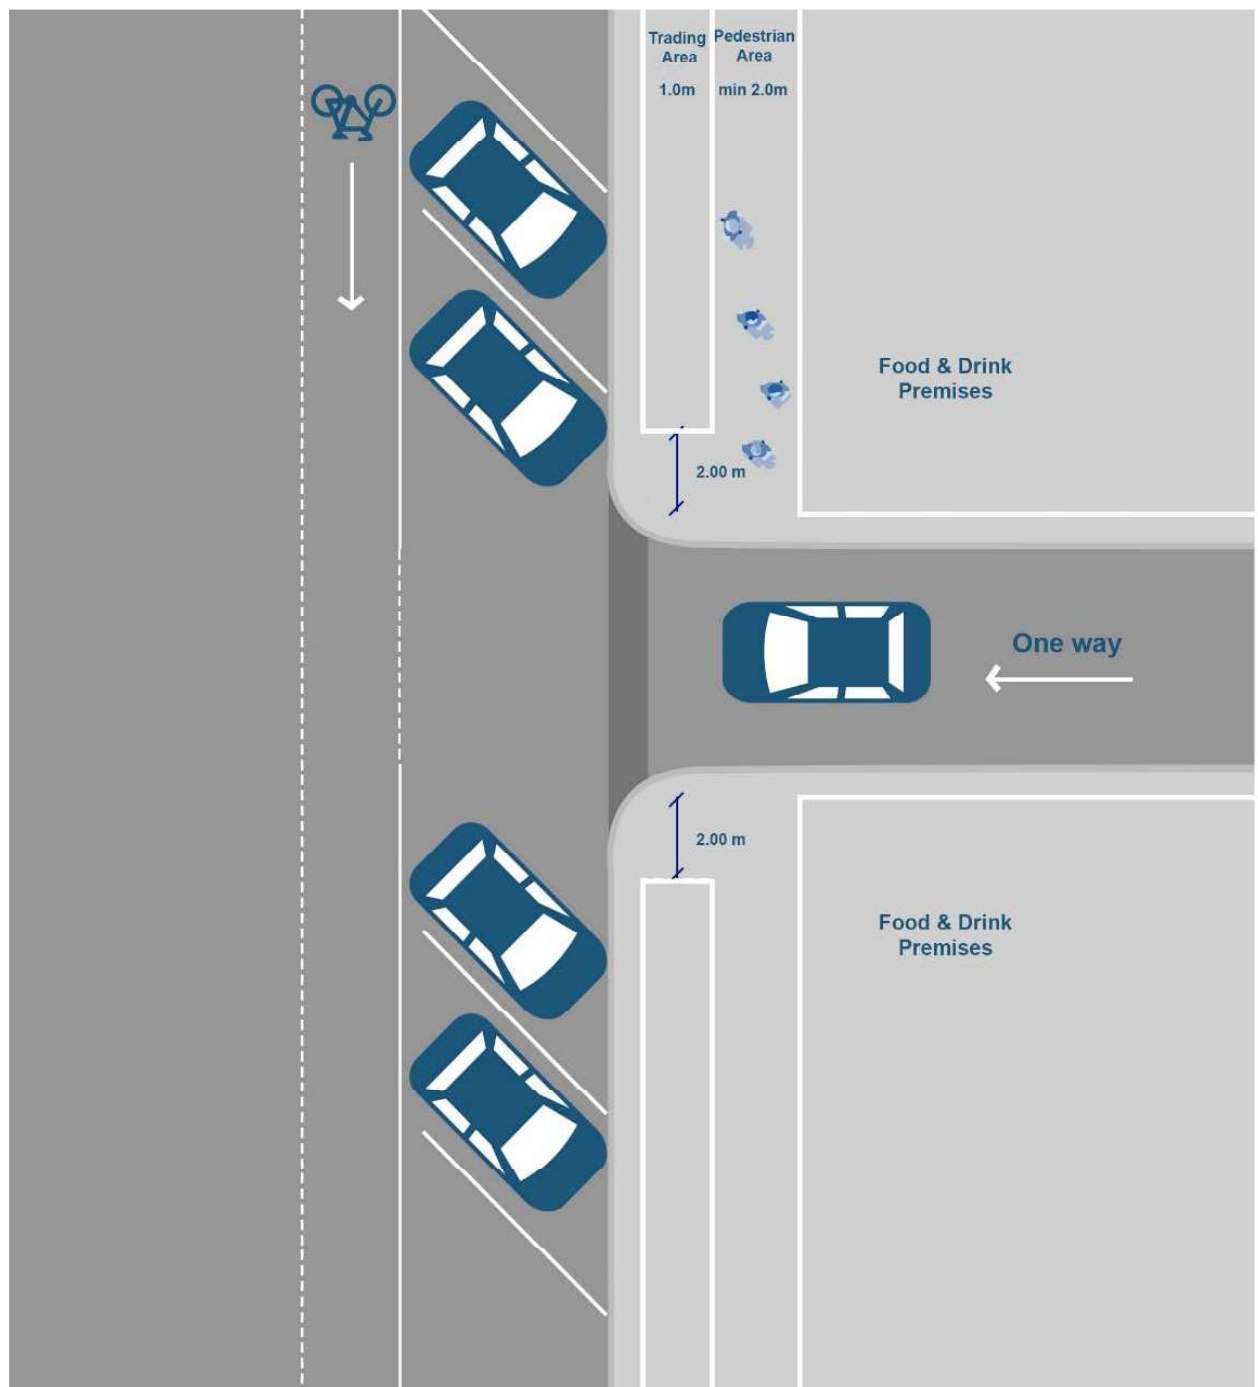 Trading
Area
1.0m
Pedestrian
Area
min 2.0m
Food & Drink
Premises
2.00 m
One way
2.00 m
Food & Drink
Premises